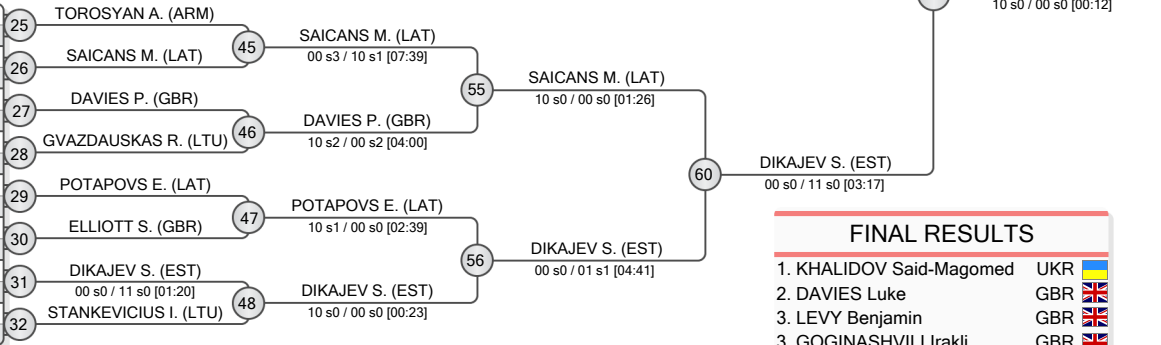 10 s0 / 00 s0 [00:12]
25
TOROSYAN A. (ARM)
45
SAICANS M. (LAT)
00 s3 / 10 s1 [07:39]
26
SAICANS M. (LAT)
55
SAICANS M. (LAT)
10 s0 / 00 s0 [01:26]
27
DAVIES P. (GBR)
46
DAVIES P. (GBR)
10 s2 / 00 s2 [04:00]
28
GVAZDAUSKAS R. (LTU)
60
DIKAJEV S. (EST)
00 s0 / 11 s0 [03:17]
29
POTAPOVS E. (LAT)
47
POTAPOVS E. (LAT)
10 s1 / 00 s0 [02:39]
30
ELLIOTT S. (GBR)
56
DIKAJEV S. (EST)
00 s0 / 01 s1 [04:41]
31
DIKAJEV S. (EST)
00 s0 / 11 s0 [01:20]
48
DIKAJEV S. (EST)
10 s0 / 00 s0 [00:23]
32
STANKEVICIUS I. (LTU)
FINAL RESULTS
1. KHALIDOV Said-Magomed UKR
2. DAVIES Luke GBR
3. LEVY Benjamin GBR
3. GOGINASHVILI Irakli GBR